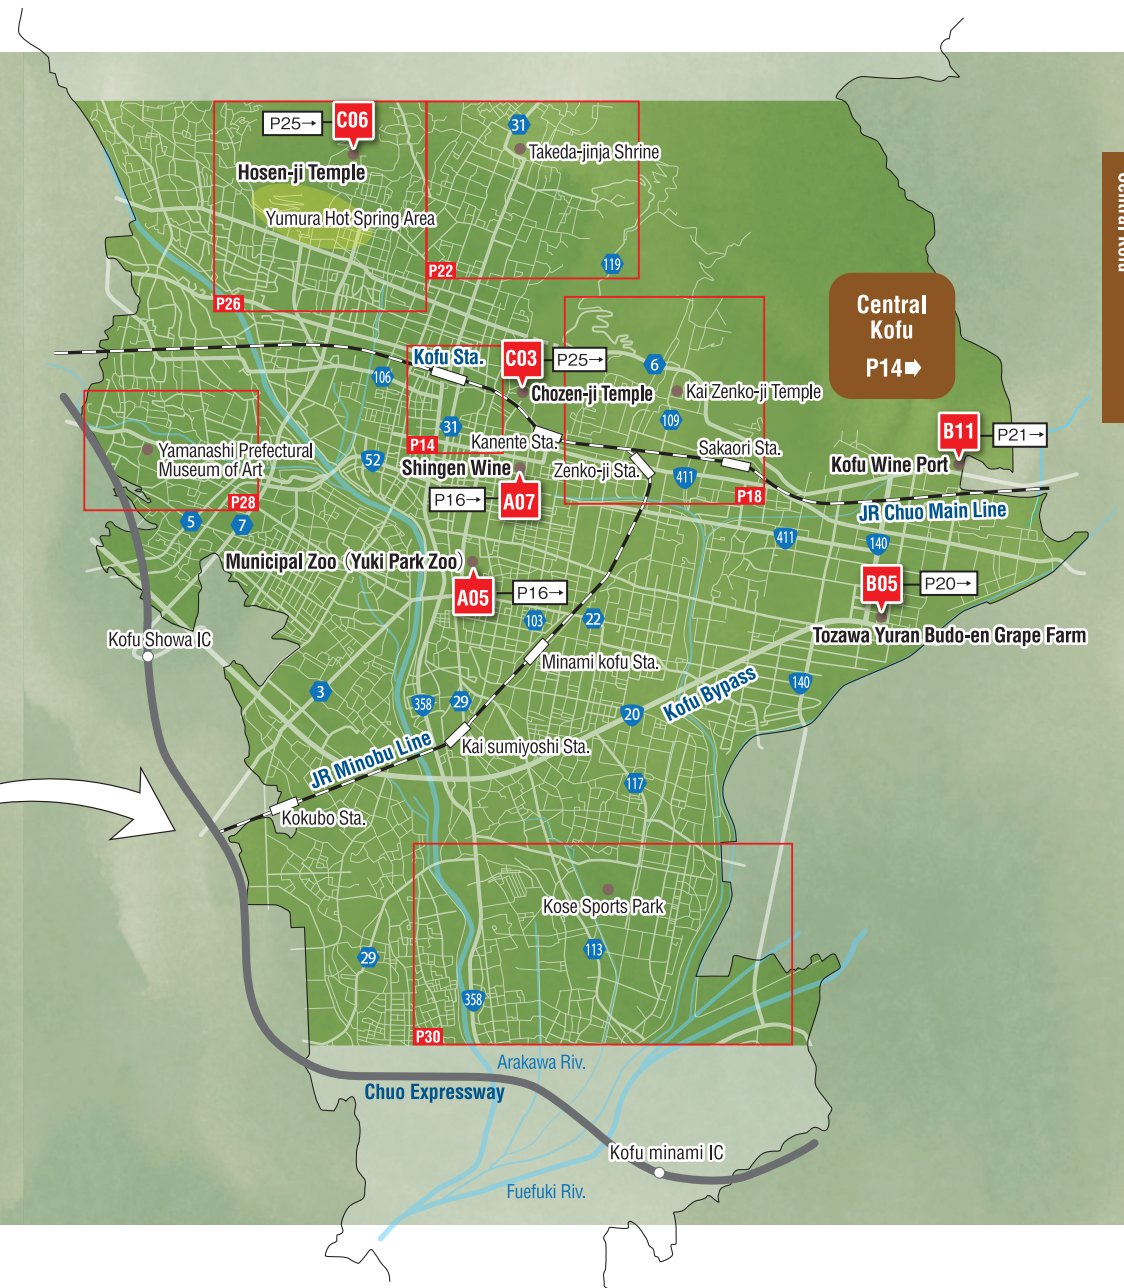 Central Kofu
P25→
C06
Hosen-ji Temple
Yumura Hot Spring Area
31
Takeda-jinja Shrine
119
P22
P26
Central
Kofu
P14➡
Kofu Sta.
C03
P25→
Chozen-ji Temple
6
Kai Zenko-ji Temple
106
109
31
P14
Kanente Sta.
Sakaori Sta.
B11
P21→
Kofu Wine Port
Yamanashi Prefectural
Museum of Art
P28
52
Shingen Wine
Zenko-ji Sta.
411
P18
P16→
A07
JR Chuo Main Line
5
7
411
140
Municipal Zoo (Yuki Park Zoo)
A05
P16→
B05
P20→
103
22
Tozawa Yuran Budo-en Grape Farm
Kofu Showa IC
Minami kofu Sta.
3
358
29
20
Kofu Bypass
140
Kai sumiyoshi Sta.
JR Minobu Line
117
Kokubo Sta.
Kose Sports Park
29
113
358
P30
Arakawa Riv.
Chuo Expressway
Kofu minami IC
Fuefuki Riv.